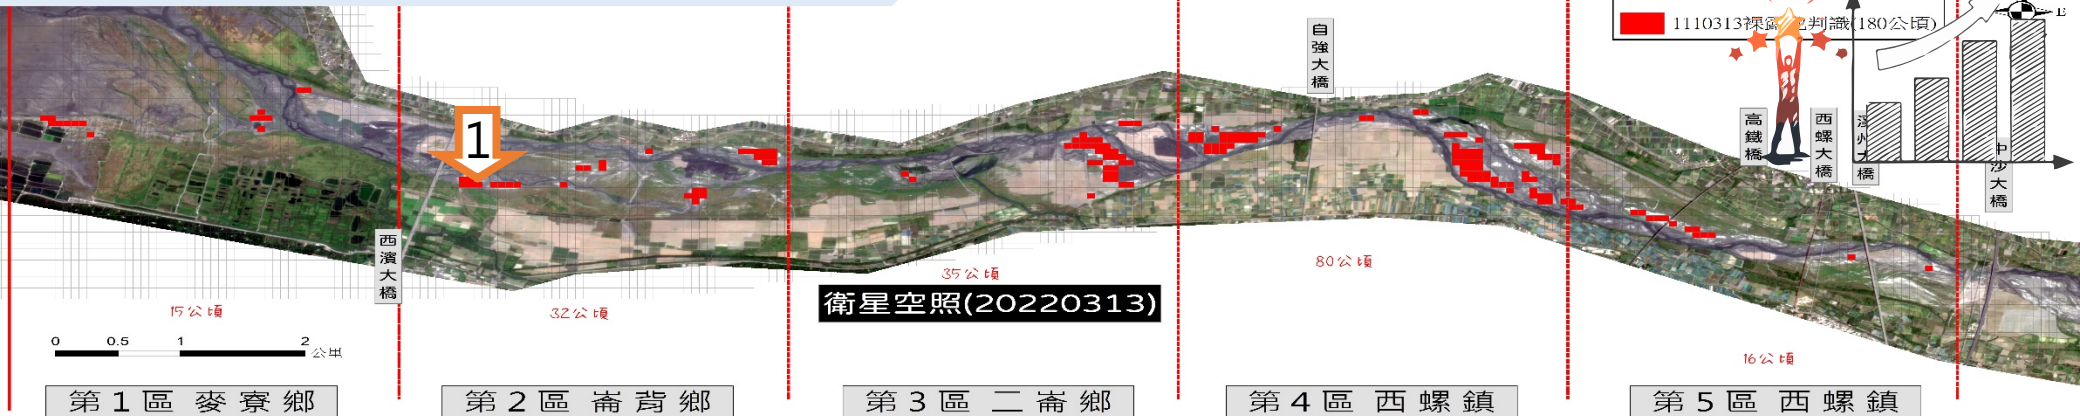 1110313裸露地判識(180公頃)
E
自強大橋
高鐵橋
西螺大橋
溪州大橋
中沙大橋
1
西濱大橋
15公頃
32公頃
35公頃
80公頃
16公頃
衛星空照(20220313)
0 0.5 1 2 公里
第1區 麥寮鄉
第2區 崙背鄉
第3區 二崙鄉
第4區 西螺鎮
第5區 西螺鎮